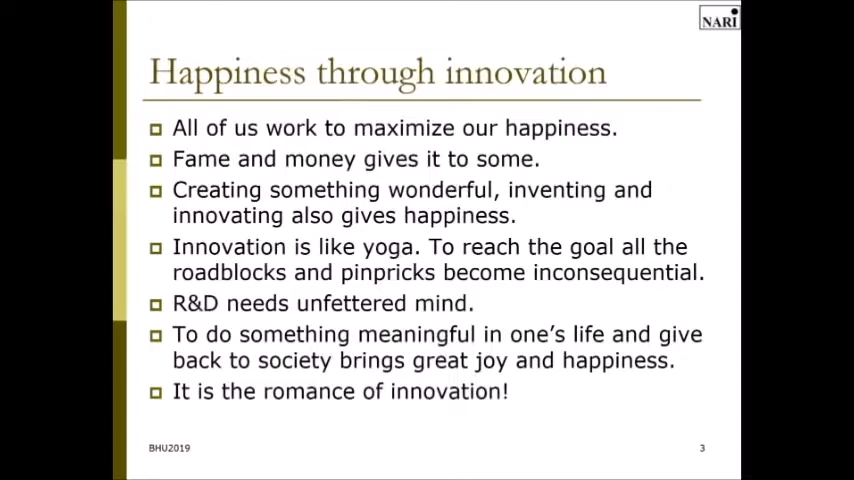 NARI
Happiness through innovation
All of us work to maximize our happiness.
Fame and money gives it to some.
Creating something wonderful, inventing and
innovating also gives happiness.
Innovation is like yoga. To reach the goal all the
roadblocks and pinpricks become inconsequential.
R&D needs unfettered mind.
To do something meaningful in one's life and give
back to society brings great joy and happiness.
It is the romance of innovation!
BHU2019
3